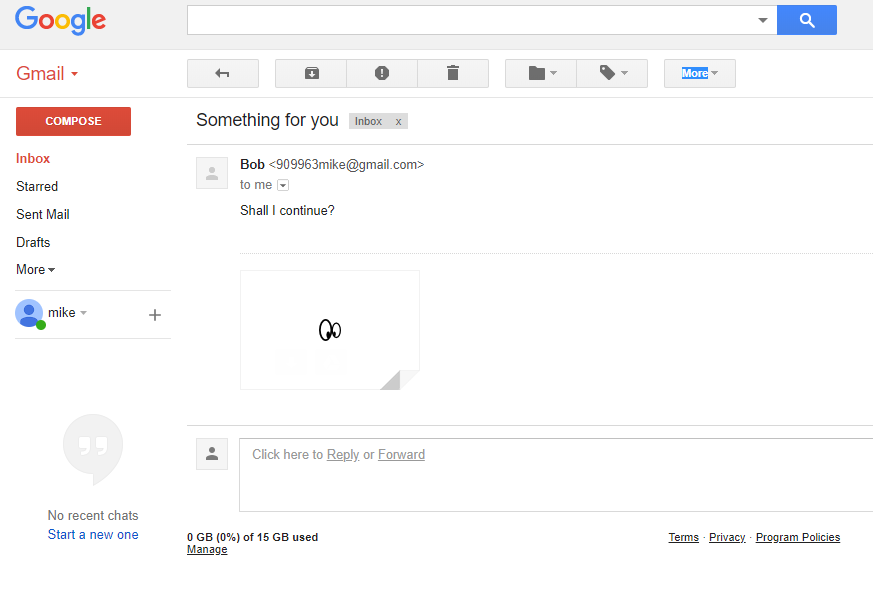 Google
Gmail
More
COMPOSE
Something for you
Inbox x
Inbox
Starred
Sent Mail
Drafts
More
mike
Bob <909963mike@gmail.com>
to me
Shall I continue?
Click here to Reply or Forward
No recent chats
Start a new one
0 GB (0%) of 15 GB used
Manage
Terms · Privacy · Program Policies